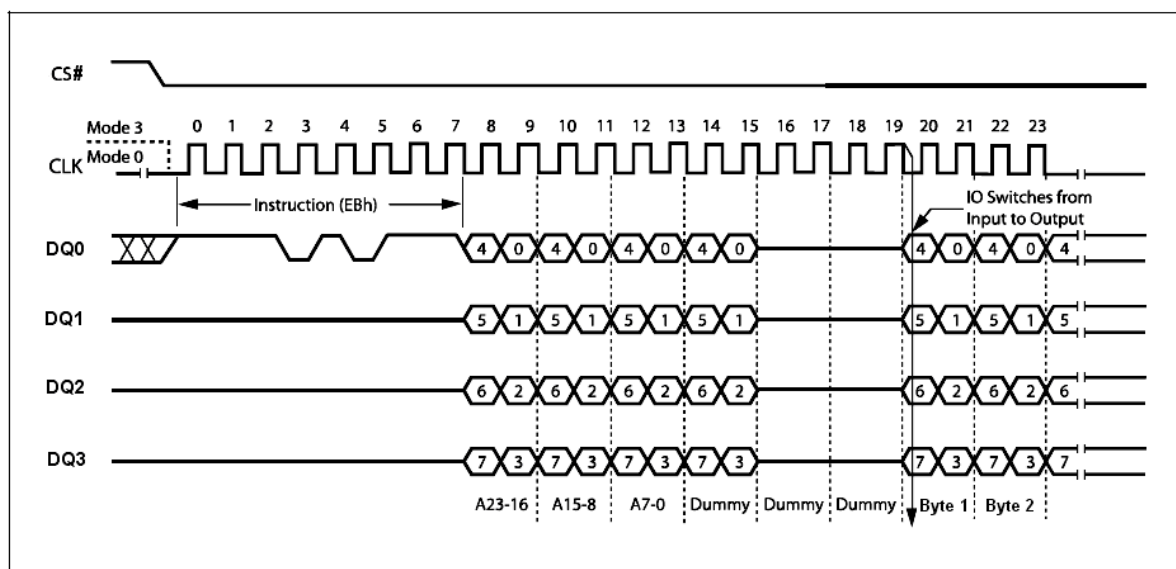 CS#
Mode 3
0 1 2 3 4 5 6 7 8 9 10 11 12 13 14 15 16 17 18 19 20 21 22 23
CLK
Mode 0
Instruction (EBh)
IO Switches from
Input to Output
DQ0
4 0 4 0 4 0 4 0 4 0 4 0 4
DQ1
5 1 5 1 5 1 5 1 5 1 5 1 5
DQ2
6 2 6 2 6 2 6 2 6 2 6 2 6
DQ3
7 3 7 3 7 3 7 3 7 3 7 3 7
A23-16 A15-8 A7-0 Dummy Dummy Dummy Byte 1 Byte 2